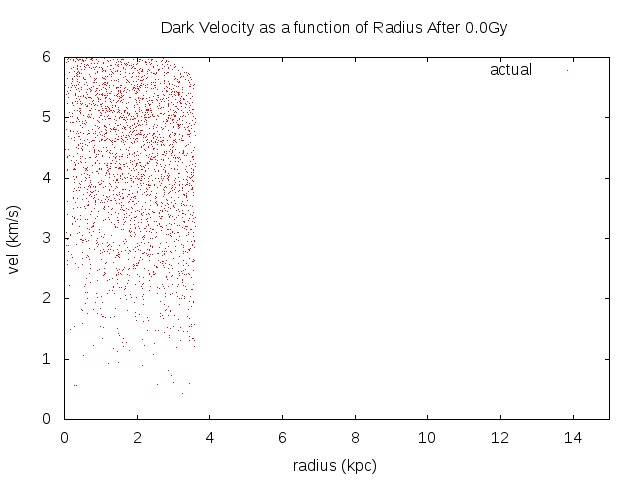 Dark Velocity as a function of Radius After 0.0Gy
actual
6
5
4
3
2
1
0
vel (km/s)
0 2 4 6 8 10 12 14
radius (kpc)